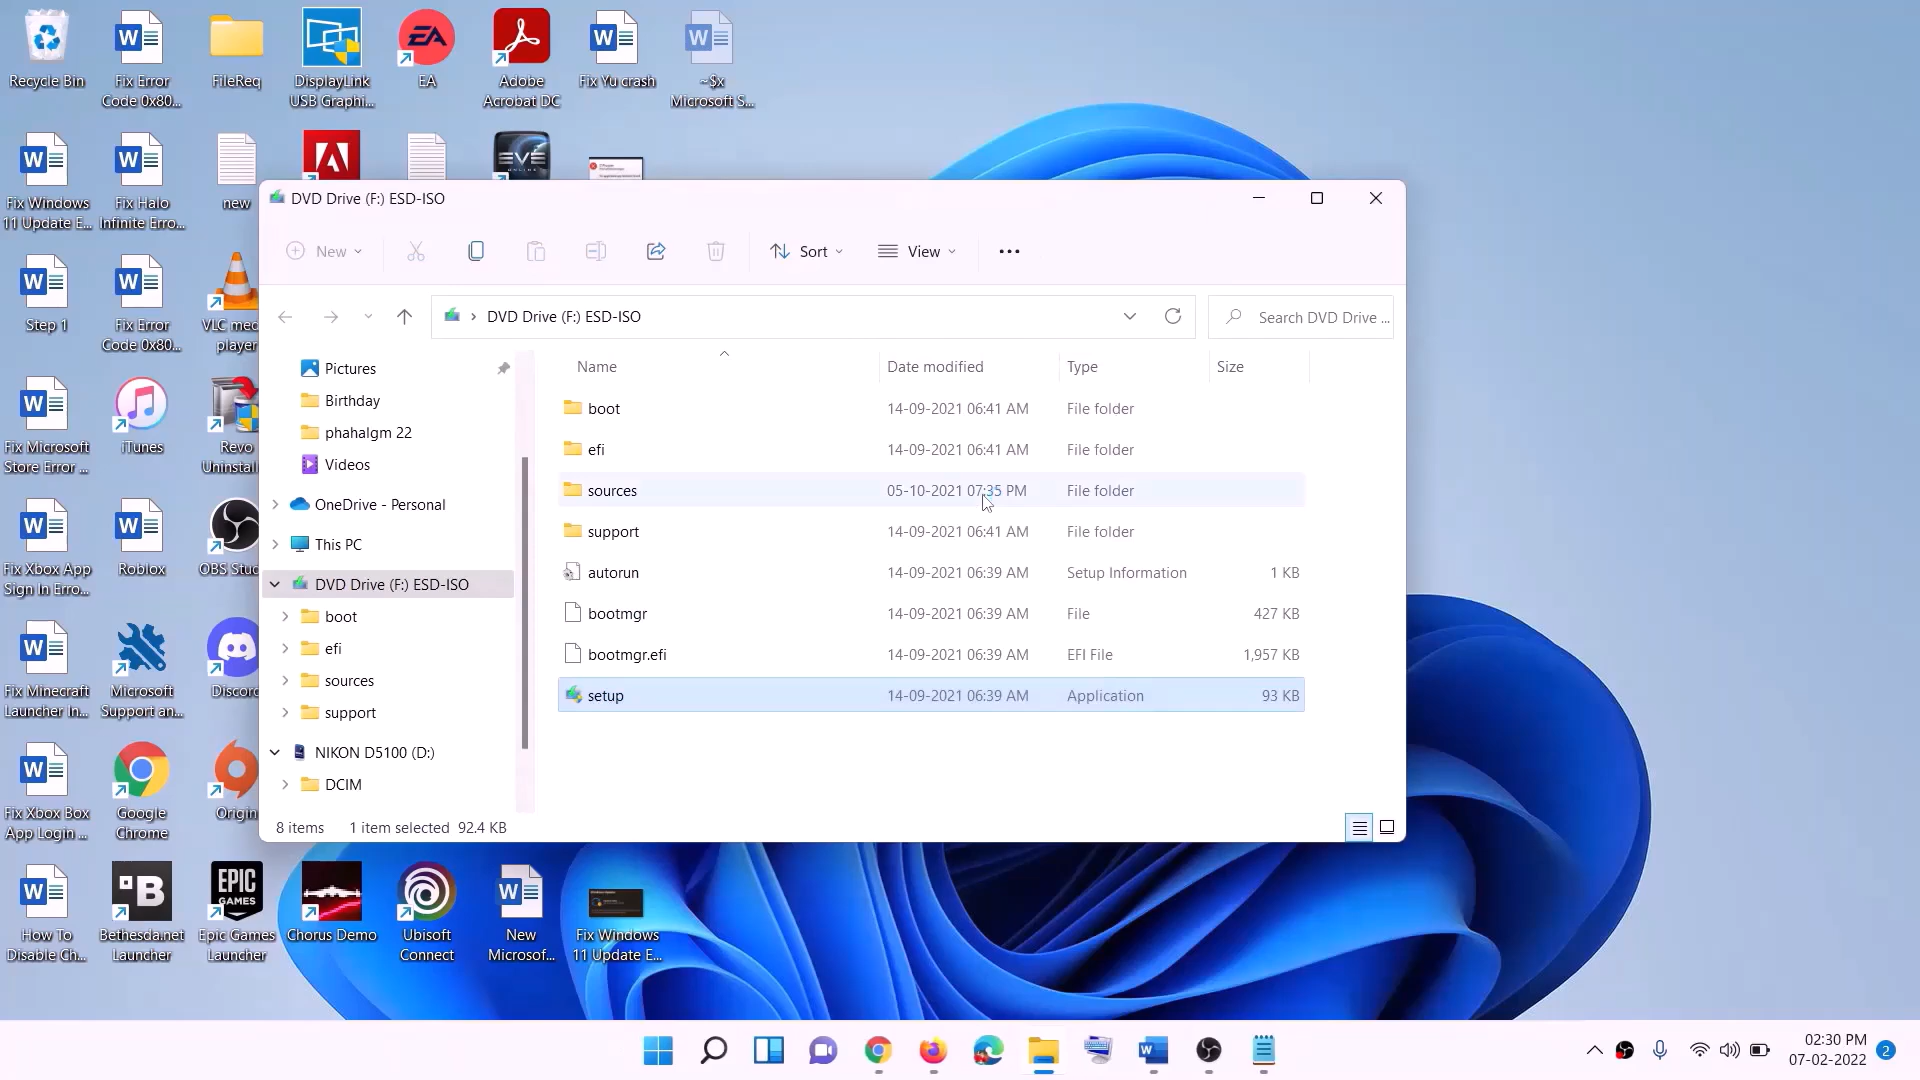 Recycle Bin
Fix Error
Code 0x80...
FileReq
DisplayLink
USB Graphi...
EA
Adobe
Acrobat DC
Fix Yu crash
~$x
Microsoft S...
Fix Windows
11 Update E...
Fix Halo
Infinite Erro...
new
EVE
ONLINE
Step 1
Fix Error
Code 0x80...
VLC med
player
Fix Microsoft
Store Error ...
iTunes
Revo
Uninstall
Fix Xbox App
Sign In Erro...
Roblox
OBS Stud
Fix Minecraft
Launcher In...
Microsoft
Support an...
Discord
Fix Xbox Box
App Login ...
Google
Chrome
Origin
How To
Disable Ch...
Bethesda.net
Launcher
EPIC
GAMES
Epic Games
Launcher
Chorus Demo
Ubisoft
Connect
New
Microsof...
Fix Windows
11 Update E...
DVD Drive (F:) ESD-ISO
New
Sort
View
DVD Drive (F:) ESD-ISO
Search DVD Drive ...
Pictures
Birthday
phahalgm 22
Videos
OneDrive - Personal
This PC
DVD Drive (F:) ESD-ISO
boot
efi
sources
support
NIKON D5100 (D:)
DCIM
Name Date modified Type Size
boot 14-09-2021 06:41 AM File folder
efi 14-09-2021 06:41 AM File folder
sources 05-10-2021 07:35 PM File folder
support 14-09-2021 06:41 AM File folder
autorun 14-09-2021 06:39 AM Setup Information 1 KB
bootmgr 14-09-2021 06:39 AM File 427 KB
bootmgr.efi 14-09-2021 06:39 AM EFI File 1,957 KB
setup 14-09-2021 06:39 AM Application 93 KB
8 items 1 item selected 92.4 KB
02:30 PM
07-02-2022
2